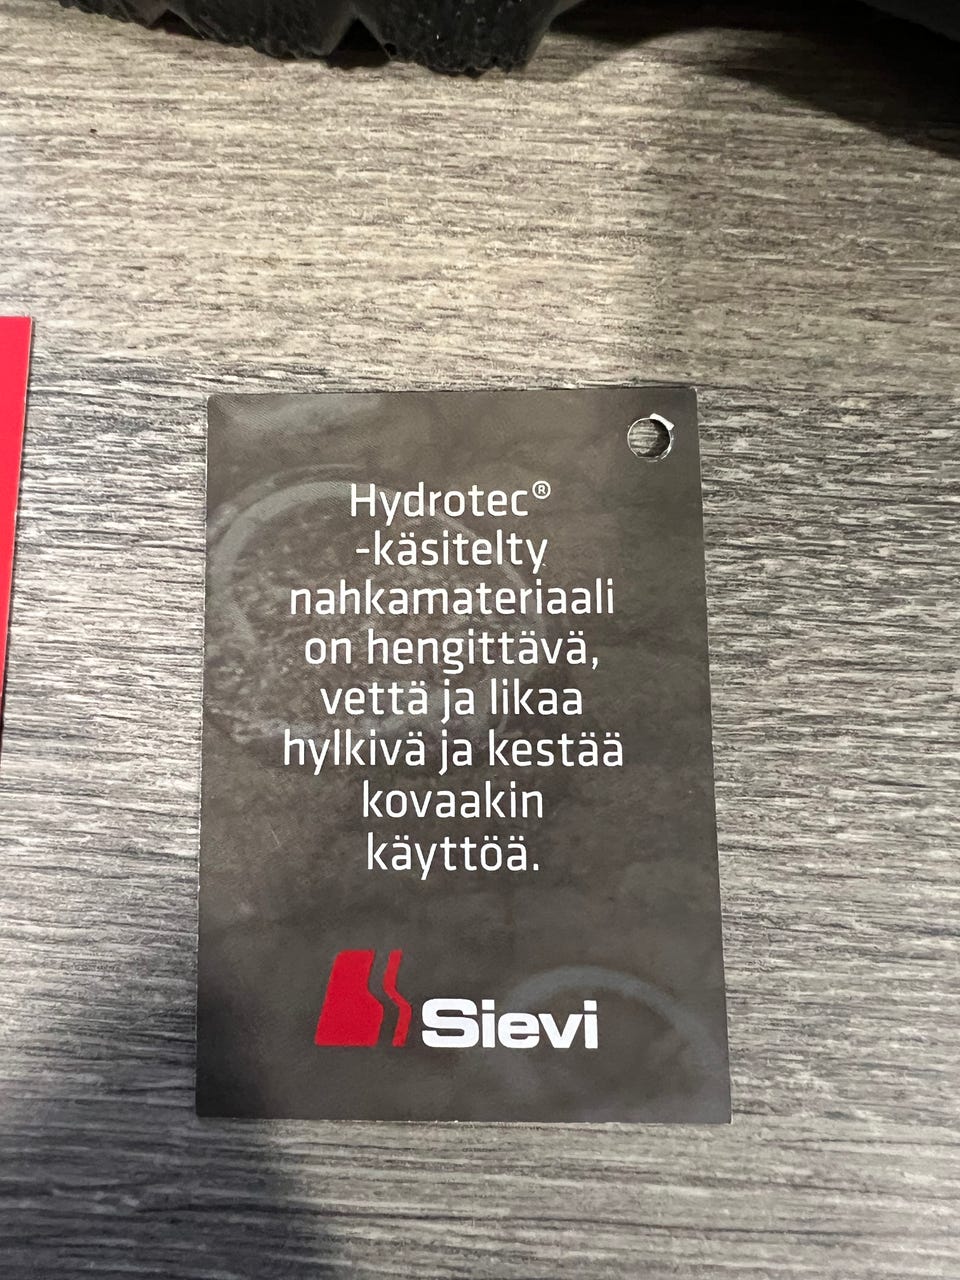 Hydrotec®
-käsitelty
nahkamateriaali
on hengittävä,
vettä ja likaa
hylkivä ja kestää
kovaakin
käyttöä.
Sievi